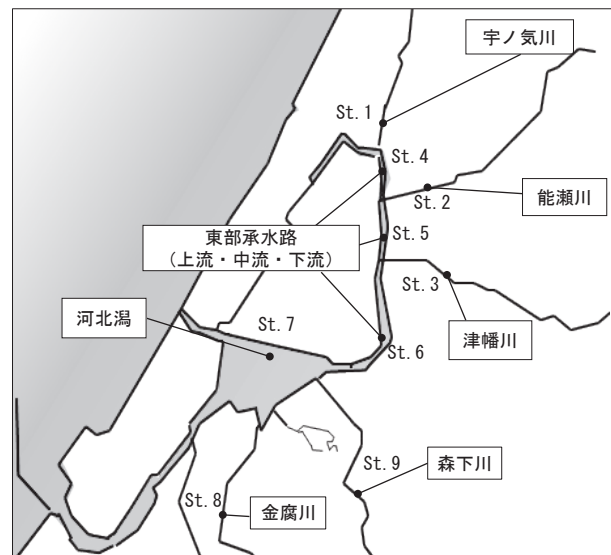 宇ノ気川
St.1
St.4
St.2
能瀬川
東部承水路
(上流・中流・下流)
St.5
St.3
河北潟
St.7
津幡川
St.6
St.9
森下川
St.8
金腐川